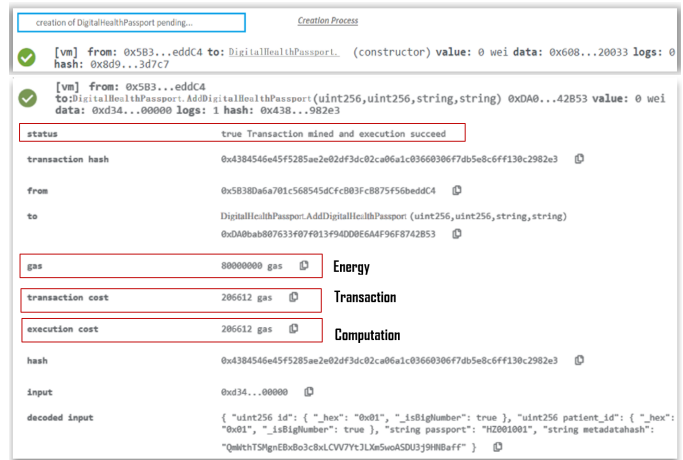 creation of DigitalHealthPassport pending...
Creation Process
[vm] from: 0x5B3...eddC4 to: DigitalHealthPassport. (constructor) value: 0 wei data: 0x608...20033 logs: 0
hash: 0x8d9...3d7c7
[vm] from: 0x5B3...eddC4
to:DigitalHealthPassport.AddDigitalHealthPassport(uint256,uint256,string,string) 0xDA0...42B53 value: 0 wei
data: 0xd34...00000 logs: 1 hash: 0x438...982e3
status true Transaction mined and execution succeed
transaction hash 0x4384546e45f5285ae2e02df3dc02ca06a1c03660306f7db5e8c6ff130c2982e3
from 0x5B38Da6a701c568545dCfcB03FcB875f56beddC4
to DigitalHealthPassport.AddDigitalHealthPassport (uint256,uint256,string,string)
0xDA0bab807633f07f013f94DD0E6A4F96F8742B53
gas 80000000 gas Energy
transaction cost 206612 gas Transaction
execution cost 206612 gas Computation
hash 0x4384546e45f5285ae2e02df3dc02ca06a1c03660306f7db5e8c6ff130c2982e3
input 0xd34...00000
decoded input { "uint256 id": { "_hex": "0x01", "_isBigNumber": true }, "uint256 patient_id": { "_hex":
"0x01", "_isBigNumber": true }, "string passport": "HZ001001", "string metadatahash":
"QmWthTSMgnEBxBo3c8xLCVV7YtJLXm5woASDU3j9HNBaff" }